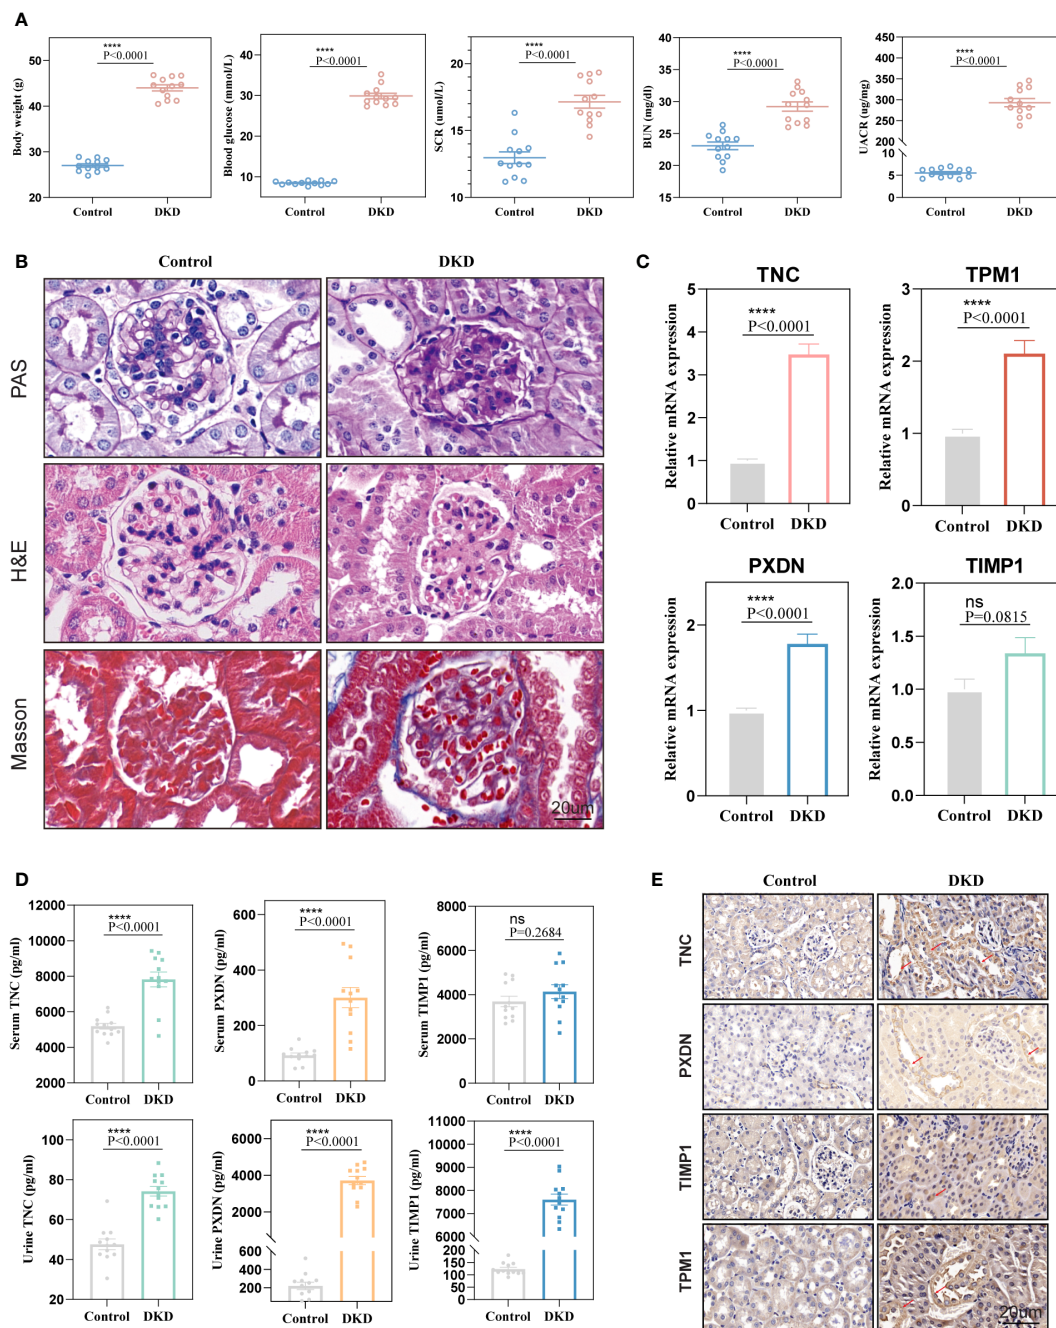 A
Body weight (g)
60
50
40
30
20
****
P<0.0001
Control
DKD
Blood glucose (mmol/L)
40
30
20
10
****
P<0.0001
Control
DKD
SCR (umol/L)
25
19
16
13
10
****
P<0.0001
Control
DKD
BUN (mg/dl)
40
35
30
25
20
15
****
P<0.0001
Control
DKD
UACR (ug/mg)
450
400
350
300
250
200
10
5
0
****
P<0.0001
Control
DKD
B
Control
DKD
PAS
H&E
Masson
20um
C
TNC
Relative mRNA expression
5
4
3
2
1
0
****
P<0.0001
Control
DKD
TPM1
Relative mRNA expression
3
2
1
0
****
P<0.0001
Control
DKD
PXDN
Relative mRNA expression
2
1
0
****
P<0.0001
Control
DKD
TIMP1
Relative mRNA expression
2.0
1.5
1.0
0.5
0.0
ns
P=0.0815
Control
DKD
D
Serum TNC (pg/ml)
12000
10000
8000
6000
4000
2000
****
P<0.0001
Control
DKD
Serum PXDN (pg/ml)
600
400
200
0
****
P<0.0001
Control
DKD
Serum TIMP1 (pg/ml)
8000
6000
4000
2000
0
ns
P=0.2684
Control
DKD
Urine TNC (pg/ml)
100
80
60
40
20
****
P<0.0001
Control
DKD
Urine PXDN (pg/ml)
6000
4000
2000
600
400
200
****
P<0.0001
Control
DKD
Urine TIMP1 (pg/ml)
11000
10000
9000
8000
7000
6000
200
150
100
50
0
****
P<0.0001
Control
DKD
E
Control
DKD
TNC
PXDN
TIMP1
TPM1
20um